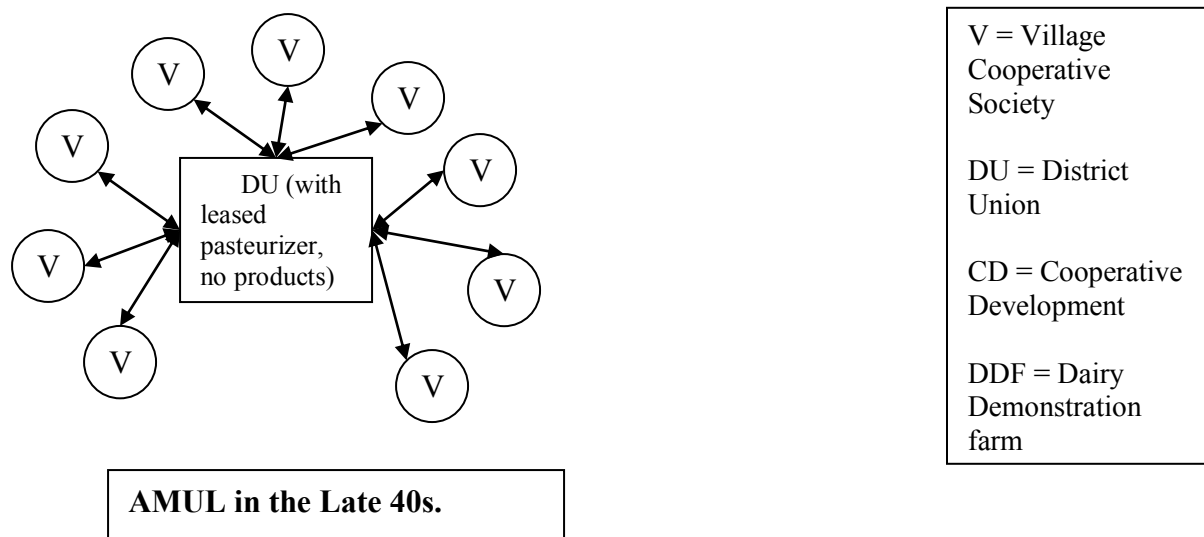 V
V
V
V
V
V
V
V
V
DU (with
leased
pasteurizer,
no products)
AMUL in the Late 40s.
V = Village
Cooperative
Society
DU = District
Union
CD = Cooperative
Development
DDF = Dairy
Demonstration
farm